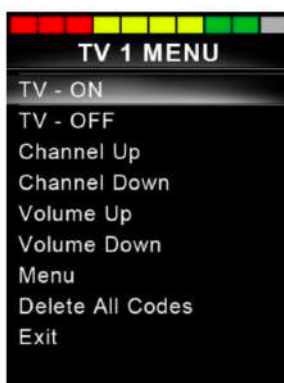 TV 1 MENU
TV - ON
TV - OFF
Channel Up
Channel Down
Volume Up
Volume Down
Menu
Delete All Codes
Exit